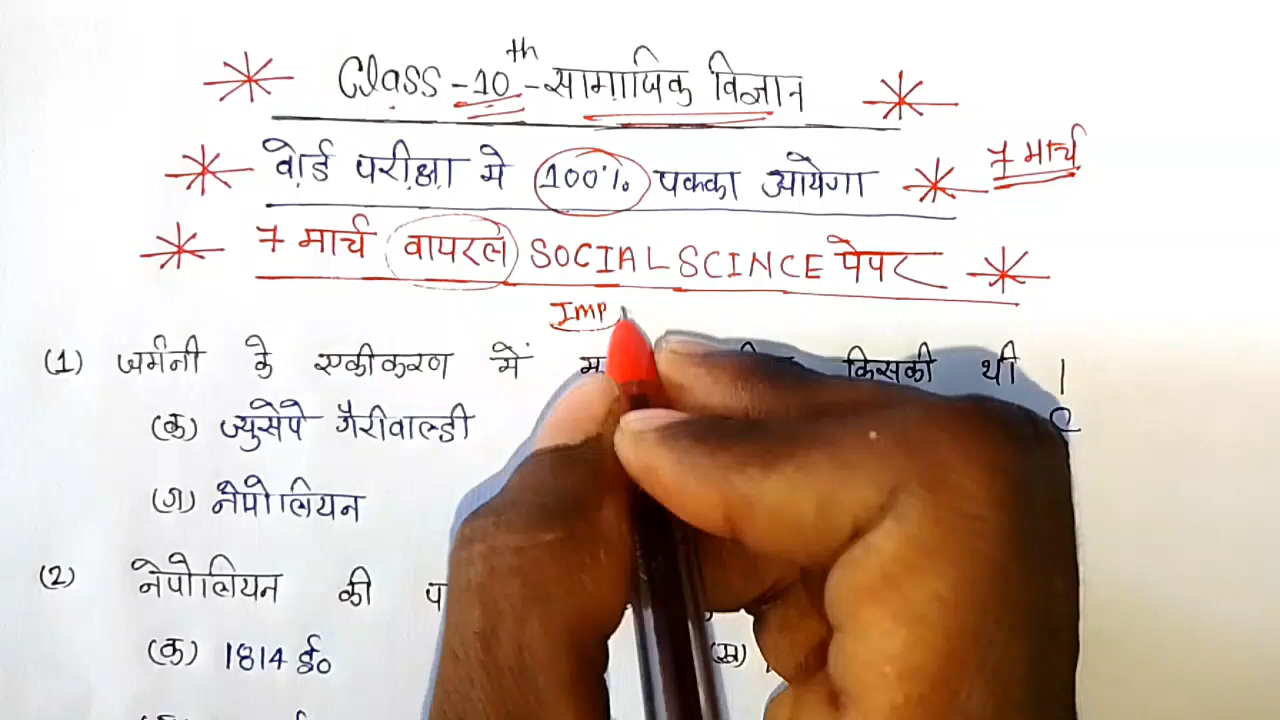 Class-10th-सामाजिक विज्ञान
बोर्ड परीक्षा मे 100% पक्का आयेगा
7 मार्च
7 मार्च वायरल SOCIAL SCINCE पेपर
Imp
(1) जर्मनी के एकीकरण में किसकी थी।
(क) ज्युसेपे गैरीवाल्डी
(ग) नेपोलियन
(2) नेपोलियन की
(क) 1814 ई०
(ख)